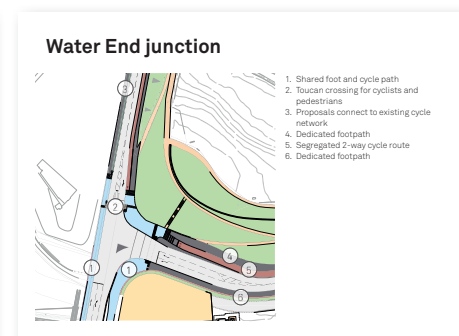 Water End junction
1. Shared foot and cycle path
2. Toucan crossing for cyclists and
pedestrians
3. Proposals connect to existing cycle
network
4. Dedicated footpath
5. Segregated 2-way cycle route
6. Dedicated footpath
3
2
1
1
4
5
6